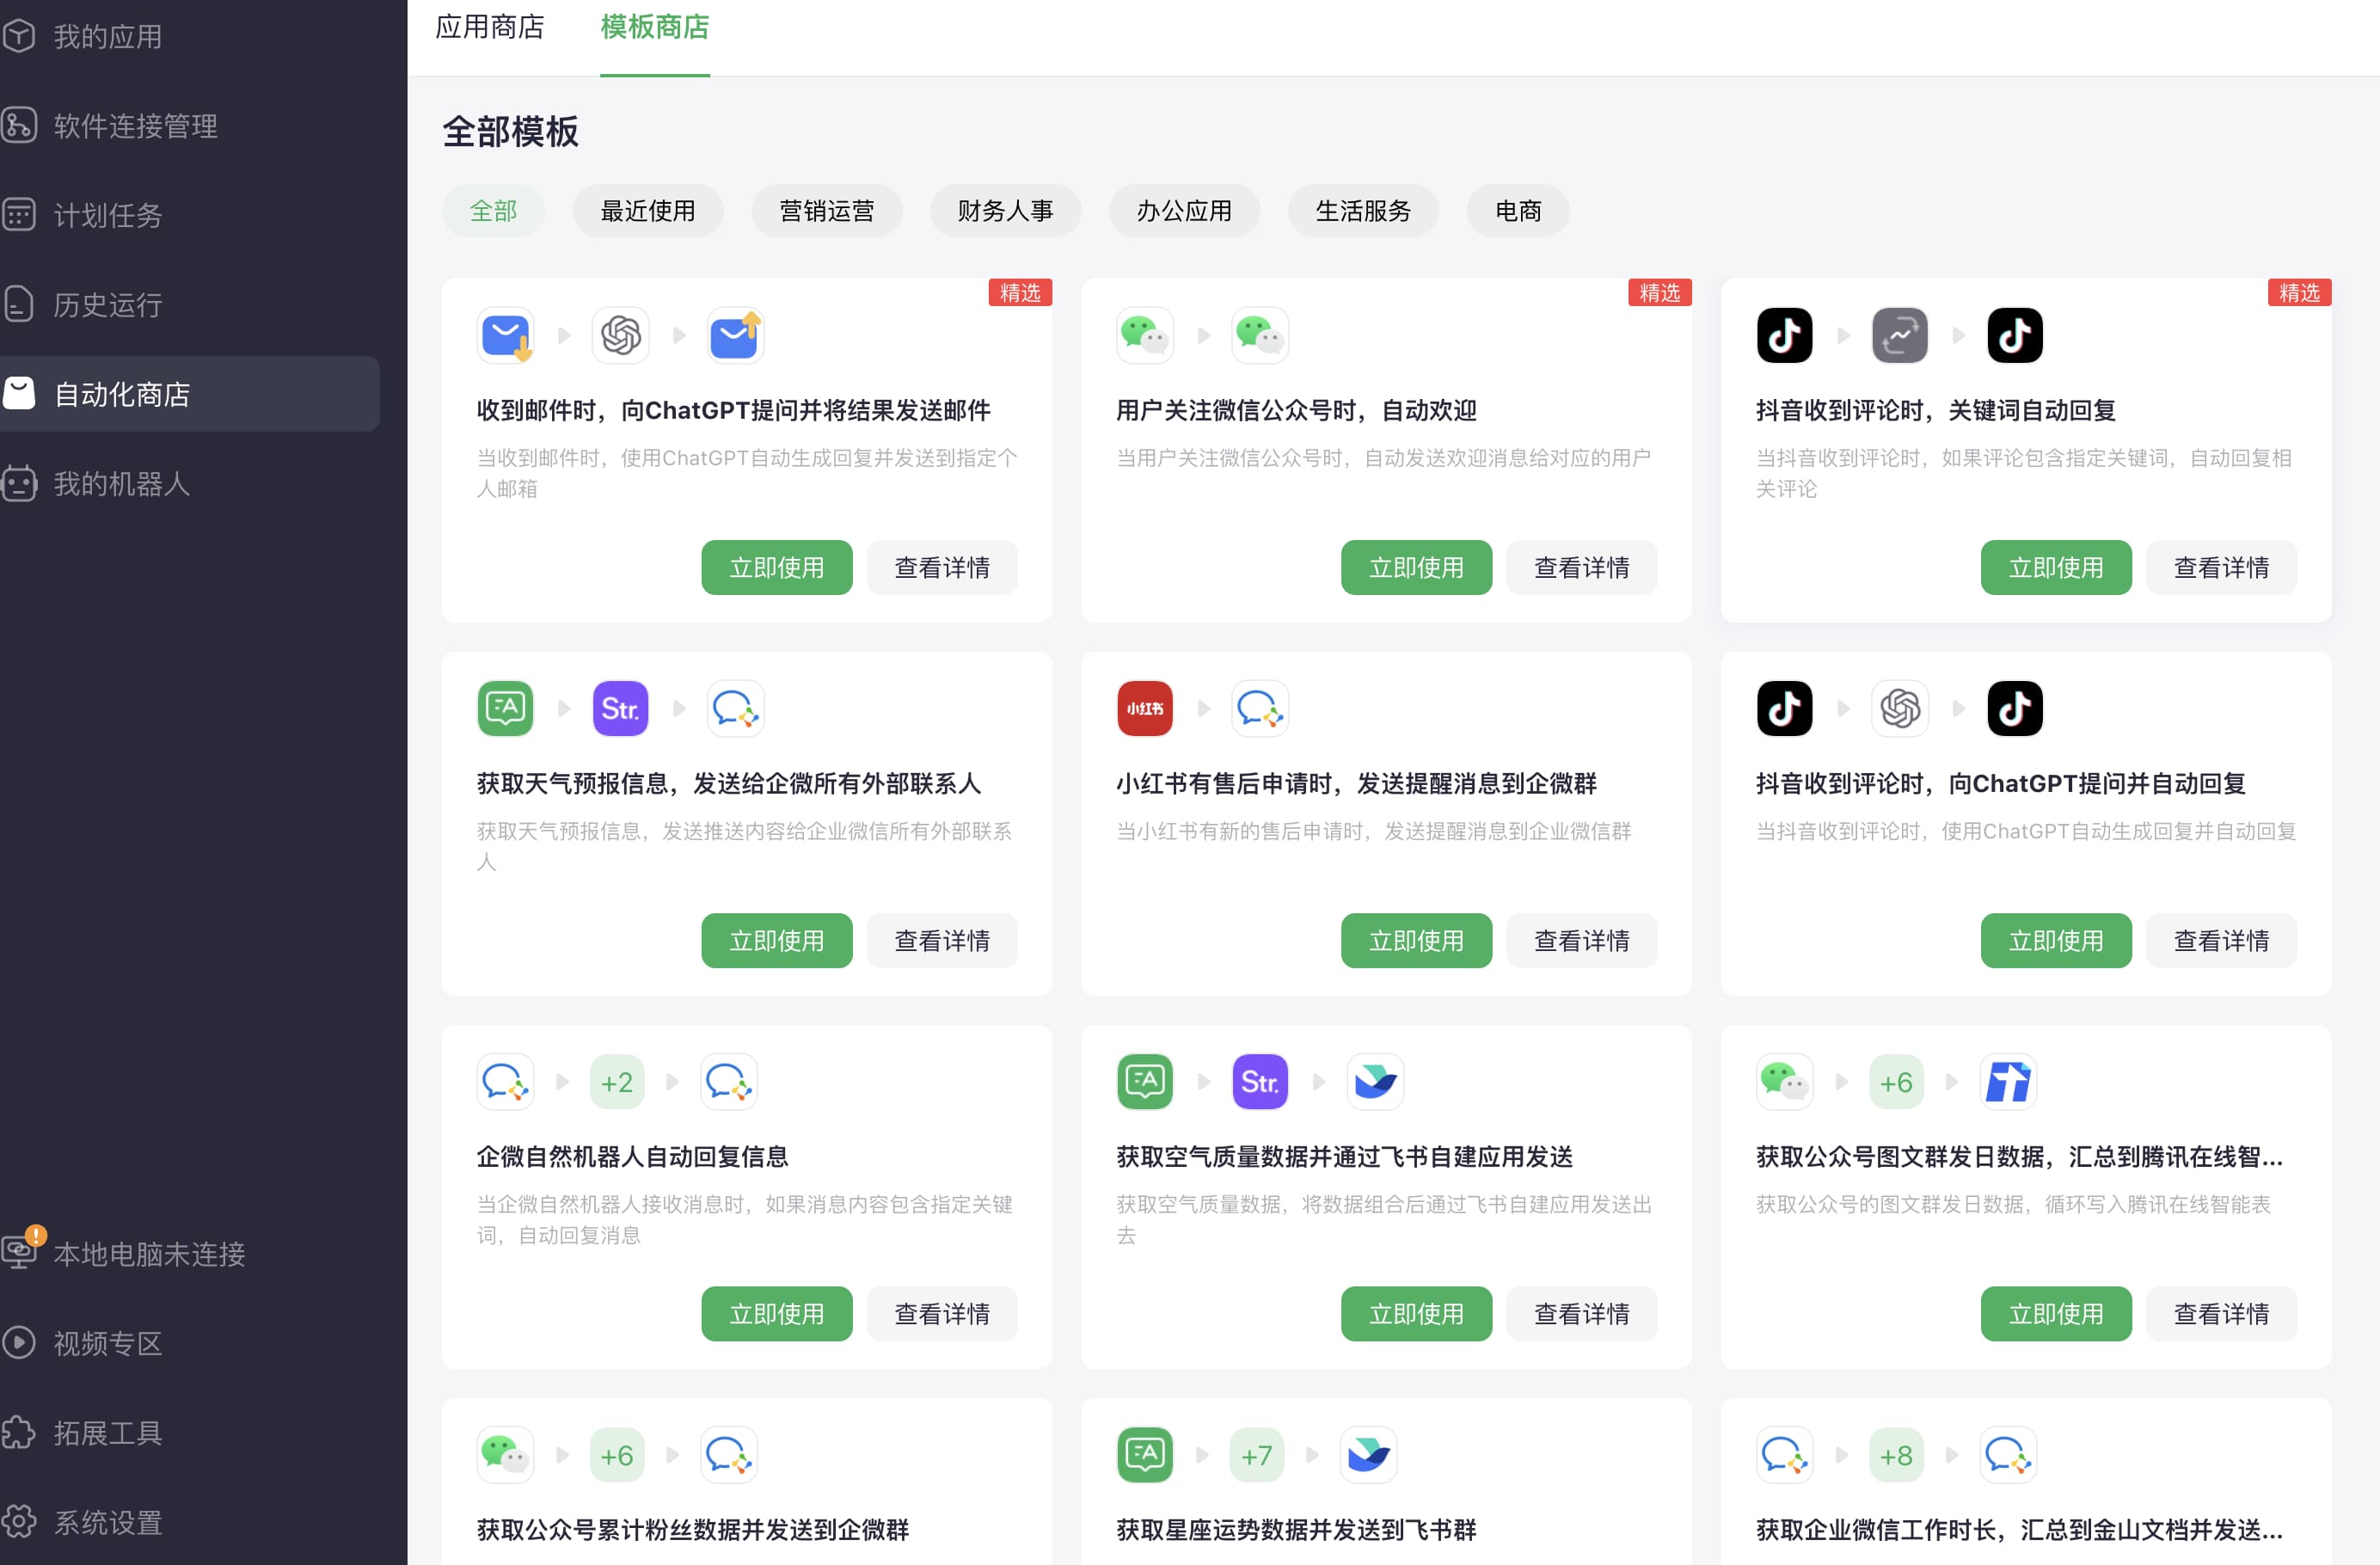 我的应用
软件连接管理
计划任务
历史运行
自动化商店
我的机器人
本地电脑未连接
视频专区
拓展工具
系统设置
应用商店
模板商店
全部模板
全部
最近使用
营销运营
财务人事
办公应用
生活服务
电商
精选
收到邮件时，向ChatGPT提问并将结果发送邮件
当收到邮件时，使用ChatGPT自动生成回复并发送到指定个
人邮箱
立即使用
查看详情
精选
用户关注微信公众号时，自动欢迎
当用户关注微信公众号时，自动发送欢迎消息给对应的用户
立即使用
查看详情
精选
抖音收到评论时，关键词自动回复
当抖音收到评论时，如果评论包含指定关键词，自动回复相
关评论
立即使用
查看详情
Str.
获取天气预报信息，发送给企微所有外部联系人
获取天气预报信息，发送推送内容给企业微信所有外部联系
人
立即使用
查看详情
小红书
小红书有售后申请时，发送提醒消息到企微群
当小红书有新的售后申请时，发送提醒消息到企业微信群
立即使用
查看详情
抖音收到评论时，向ChatGPT提问并自动回复
当抖音收到评论时，使用ChatGPT自动生成回复并自动回复
立即使用
查看详情
+2
企微自然机器人自动回复信息
当企微自然机器人接收消息时，如果消息内容包含指定关键
词，自动回复消息
立即使用
查看详情
Str.
获取空气质量数据并通过飞书自建应用发送
获取空气质量数据，将数据组合后通过飞书自建应用发送出
去
立即使用
查看详情
+6
获取公众号图文群发日数据，汇总到腾讯在线智...
获取公众号的图文群发日数据，循环写入腾讯在线智能表
立即使用
查看详情
+6
获取公众号累计粉丝数据并发送到企微群
+7
获取星座运势数据并发送到飞书群
+8
获取企业微信工作时长，汇总到金山文档并发送...